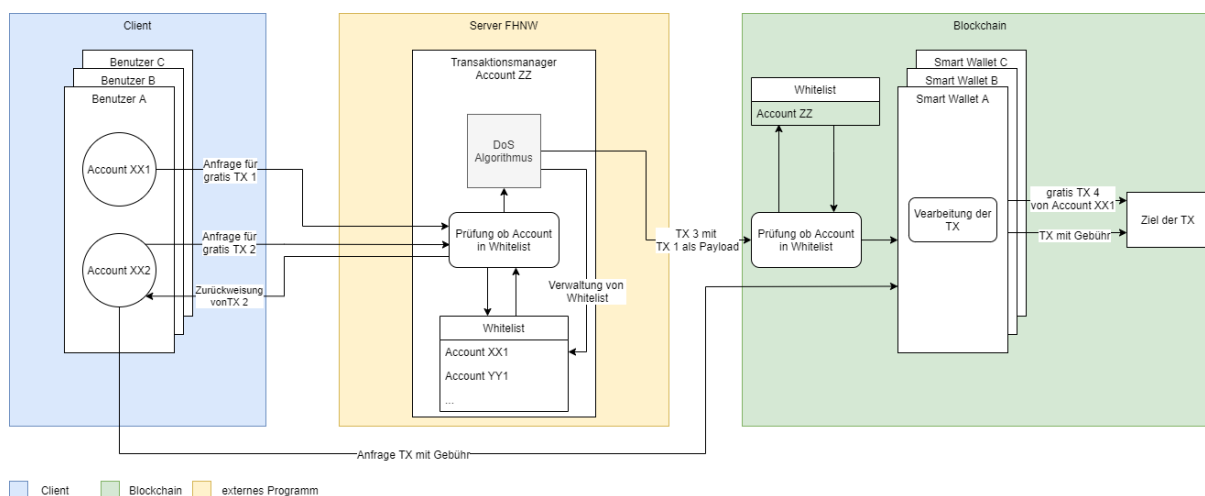 Client
Server FHNW
Blockchain
Benutzer C
Benutzer B
Benutzer A
Account XX1
Account XX2
Anfrage für
gratis TX 1
Anfrage für
gratis TX 2
Zurückweisung
vonTX 2
Transaktionsmanager
Account ZZ
DoS
Algorithmus
Prüfung ob Account
in Whitelist
Verwaltung von
Whitelist
Whitelist
Account XX1
Account YY1
...
TX 3 mit
TX 1 als Payload
Whitelist
Account ZZ
Prüfung ob Account
in Whitelist
Smart Wallet C
Smart Wallet B
Smart Wallet A
Vearbeitung der
TX
gratis TX 4
von Account XX1
TX mit Gebühr
Ziel der TX
Anfrage TX mit Gebühr
Client
Blockchain
externes Programm